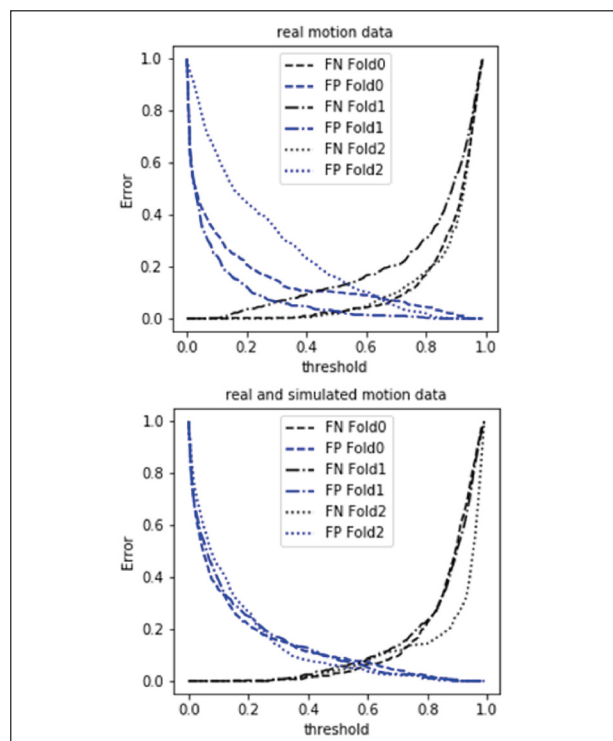 real motion data
FN Fold0
FP Fold0
FN Fold1
FP Fold1
FN Fold2
FP Fold2
1.0
0.8
0.6
0.4
0.2
0.0
Error
0.0 0.2 0.4 0.6 0.8 1.0
threshold
real and simulated motion data
FN Fold0
FP Fold0
FN Fold1
FP Fold1
FN Fold2
FP Fold2
1.0
0.8
0.6
0.4
0.2
0.0
Error
0.0 0.2 0.4 0.6 0.8 1.0
threshold